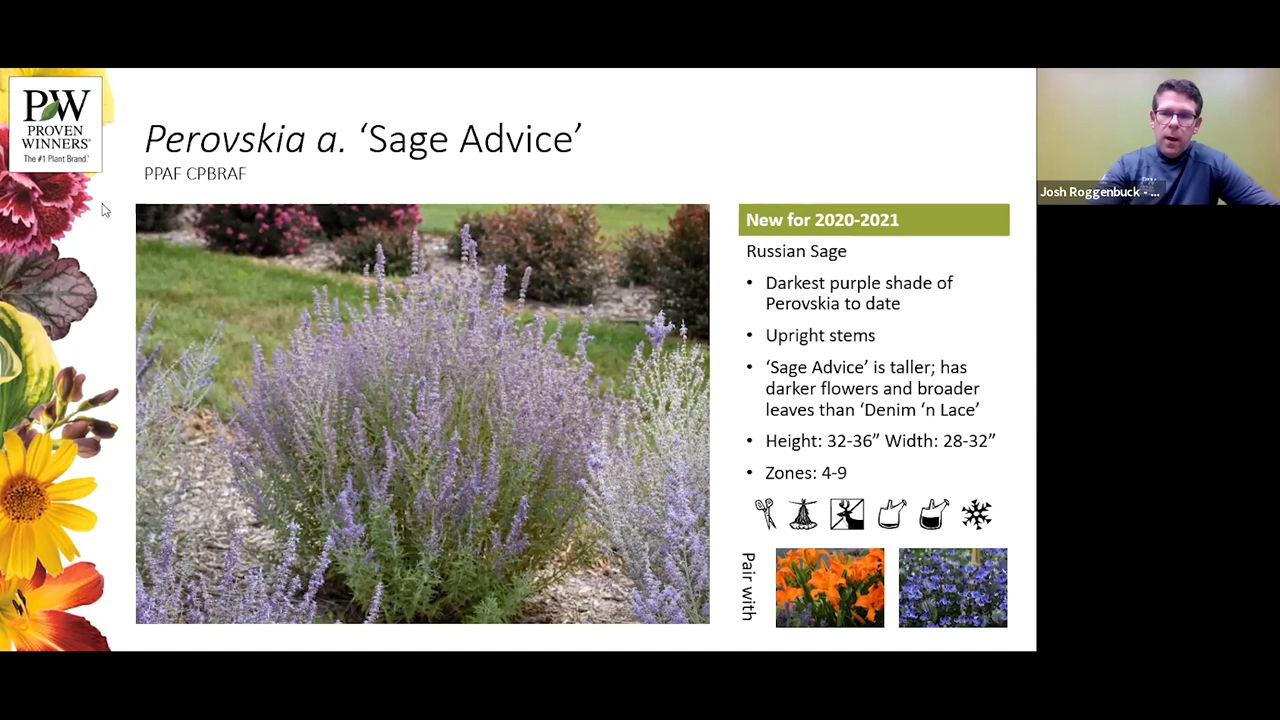 PW
PROVEN
WINNERS®
The #1 Plant Brand.
Perovskia a. ‘Sage Advice’
PPAF CPBRAF
New for 2020-2021
Russian Sage
• Darkest purple shade of
Perovskia to date
• Upright stems
• ‘Sage Advice’ is taller; has
darker flowers and broader
leaves than ‘Denim ‘n Lace’
• Height: 32-36” Width: 28-32”
• Zones: 4-9
Pair with
Josh Roggenbuck - ...